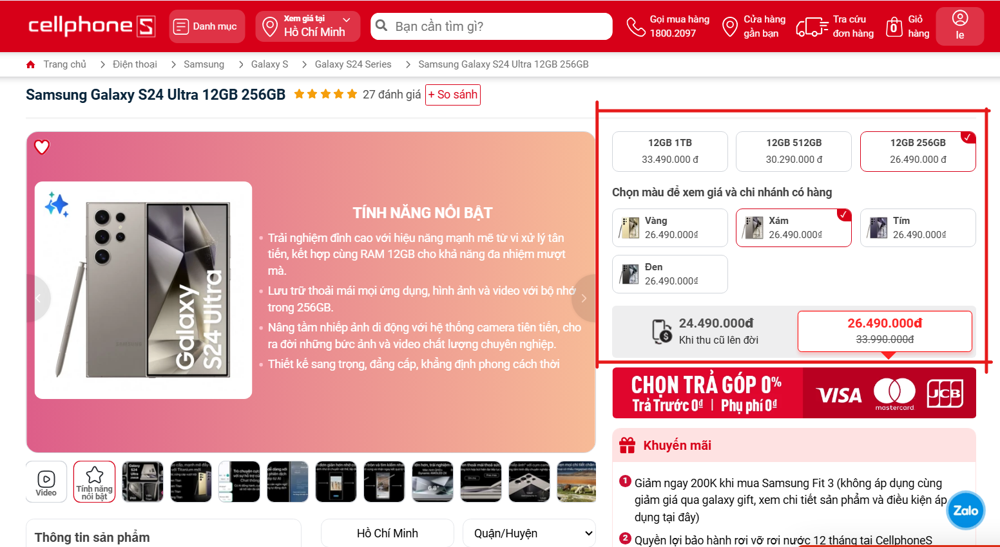 cellphoneS
Danh mục
Xem giá tại
Hồ Chí Minh
Bạn cần tìm gì?
Gọi mua hàng
1800.2097
Cửa hàng
gần bạn
Tra cứu
đơn hàng
0
Giỏ
hàng
le
Trang chủ
Điện thoại
Samsung
Galaxy S
Galaxy S24 Series
Samsung Galaxy S24 Ultra 12GB 256GB
Samsung Galaxy S24 Ultra 12GB 256GB
27 đánh giá
+ So sánh
TÍNH NĂNG NỔI BẬT
Trải nghiệm đỉnh cao với hiệu năng mạnh mẽ từ vi xử lý tân
tiến, kết hợp cùng RAM 12GB cho khả năng đa nhiệm mượt
mà.
Lưu trữ thoải mái mọi ứng dụng, hình ảnh và video với bộ nhớ
trong 256GB.
Nâng tầm nhiếp ảnh di động với hệ thống camera tiên tiến, cho
ra đời những bức ảnh và video chất lượng chuyên nghiệp.
Thiết kế sang trọng, đẳng cấp, khẳng định phong cách thời
Galaxy
S24 Ultra
SAMSUNG
Video
Tính năng
nổi bật
Thông tin sản phẩm
Hồ Chí Minh
Quận/Huyện
12GB 1TB
33.490.000 đ
12GB 512GB
30.290.000 đ
12GB 256GB
26.490.000 đ
Chọn màu để xem giá và chi nhánh có hàng
Vàng
26.490.000₫
Xám
26.490.000₫
Tím
26.490.000₫
Đen
26.490.000₫
24.490.000đ
Khi thu cũ lên đời
26.490.000đ
33.990.000đ
CHỌN TRẢ GÓP 0%
Trả Trước 0₫ | Phụ phí 0₫
VISA
mastercard
JCB
Khuyến mãi
1 Giảm ngay 200K khi mua Samsung Fit 3 (không áp dụng cùng
giảm giá qua galaxy gift, xem chi tiết sản phẩm và điều kiện áp
dụng tại đây)
2 Quyền lợi bảo hành rơi vỡ rơi nước 12 tháng tại CellphoneS
Zalo